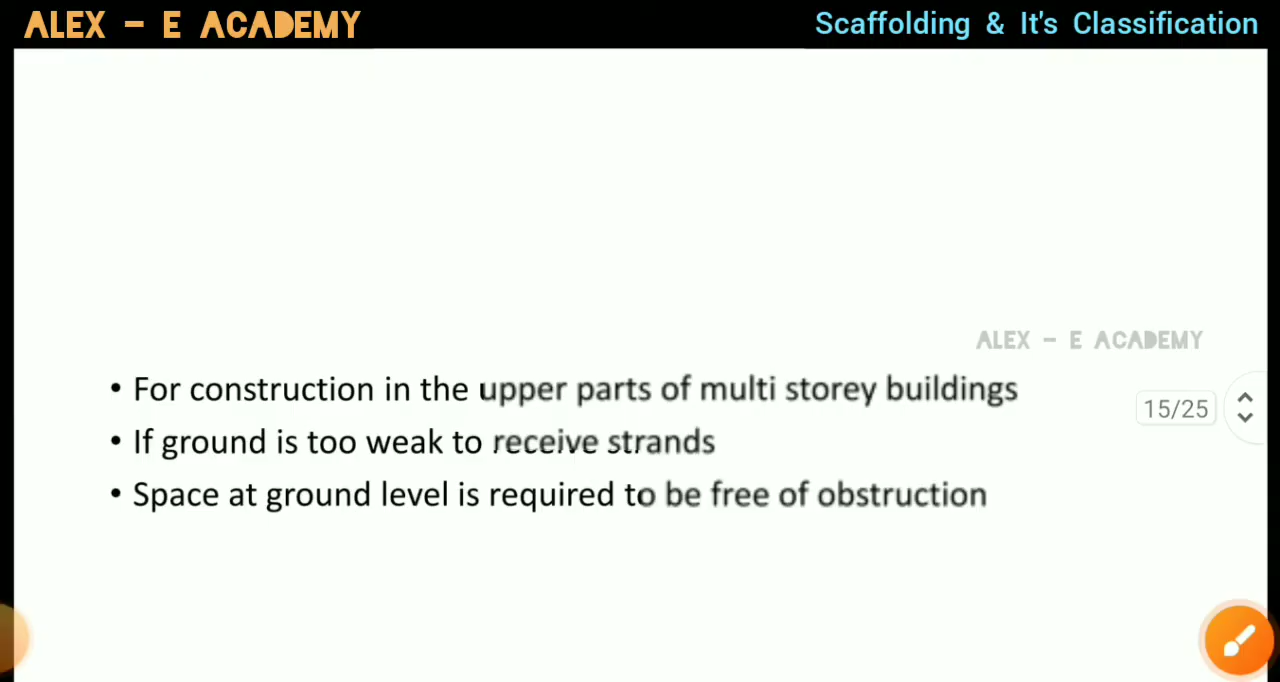 ALEX - E ACADEMY
Scaffolding & It's Classification
ALEX - E ACADEMY
• For construction in the upper parts of multi storey buildings
15/25
• If ground is too weak to receive strands
• Space at ground level is required to be free of obstruction